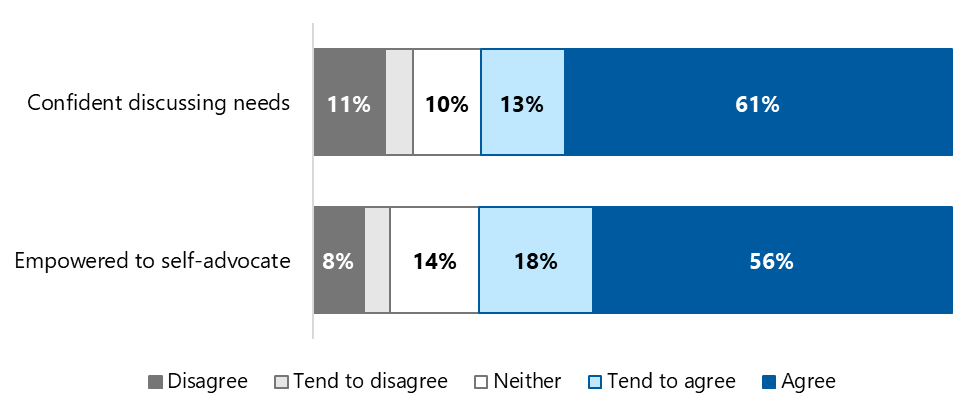 Confident discussing needs 11% 10% 13% 61%
Empowered to self-advocate 8% 14% 18% 56%
Disagree Tend to disagree Neither Tend to agree Agree